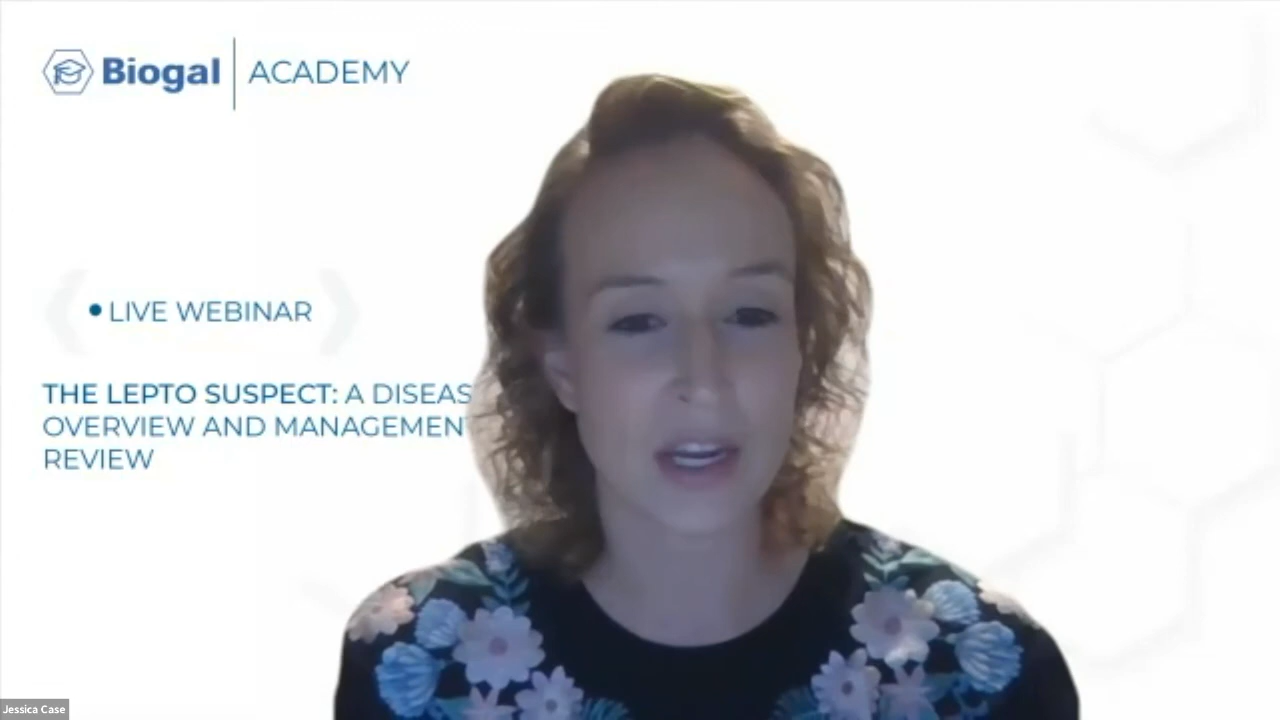 Biogal ACADEMY
• LIVE WEBINAR
THE LEPTO SUSPECT: A DISEAS
OVERVIEW AND MANAGEMEN
REVIEW
Jessica Case